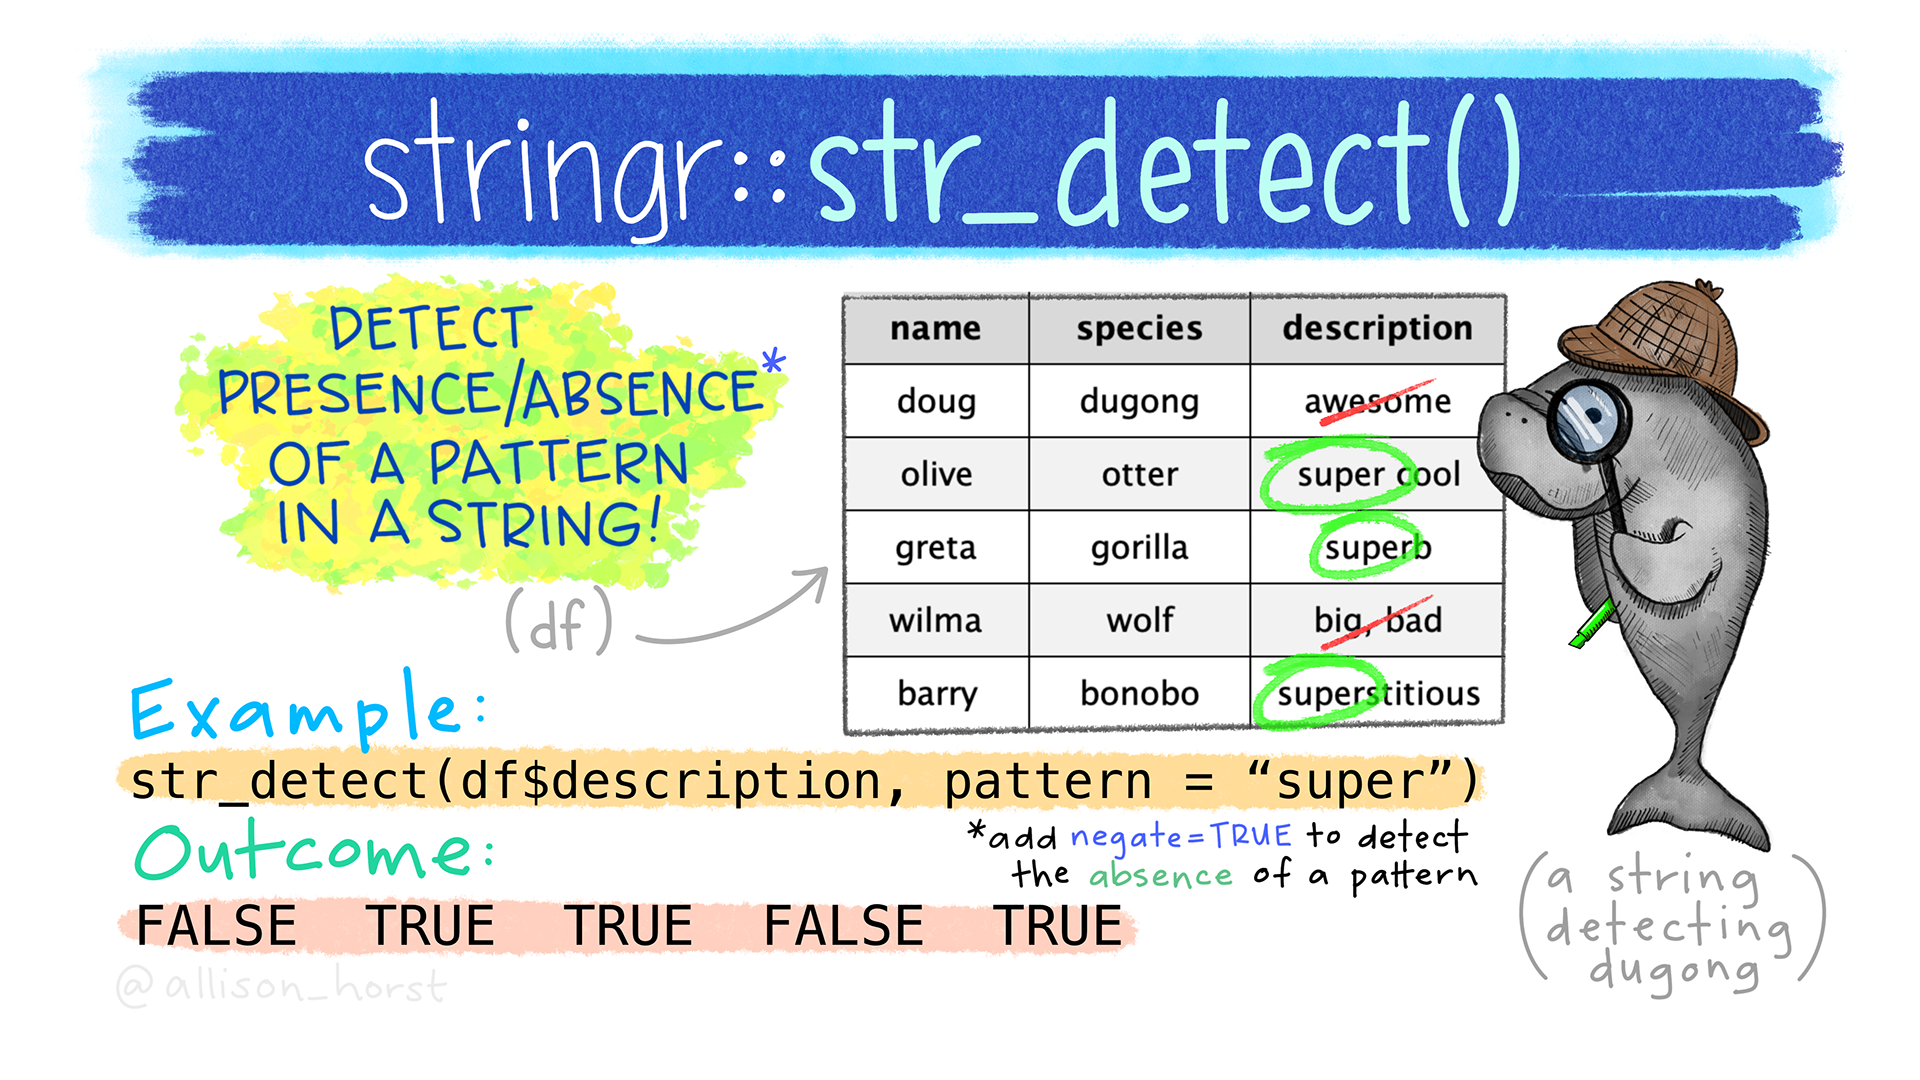 stringr::str_detect()
DETECT
PRESENCE/ABSENCE*
OF A PATTERN
IN A STRING!
(df)
name species description
doug dugong awesome
olive otter super cool
greta gorilla superb
wilma wolf big, bad
barry bonobo superstitious
Example:
str_detect(df$description, pattern = “super”)
*add negate=TRUE to detect
the absence of a pattern
Outcome:
FALSE TRUE TRUE FALSE TRUE
(a string
detecting
dugong)
@allison_horst